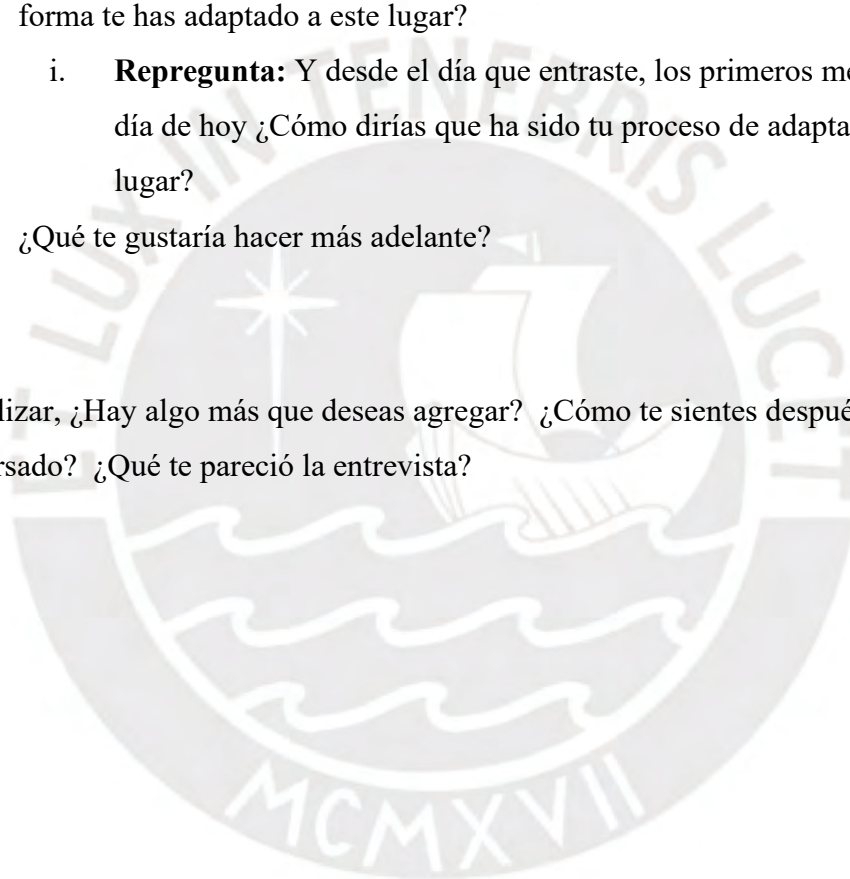 forma te has adaptado a este lugar?
i. Repregunta: Y desde el día que entraste, los primeros me
día de hoy ¿Cómo dirías que ha sido tu proceso de adapta
lugar?
¿Qué te gustaría hacer más adelante?
lizar, ¿Hay algo más que deseas agregar? ¿Cómo te sientes despué
rsado? ¿Qué te pareció la entrevista?
ET LUX IN TENEBRIS LUCET
MCMXVII